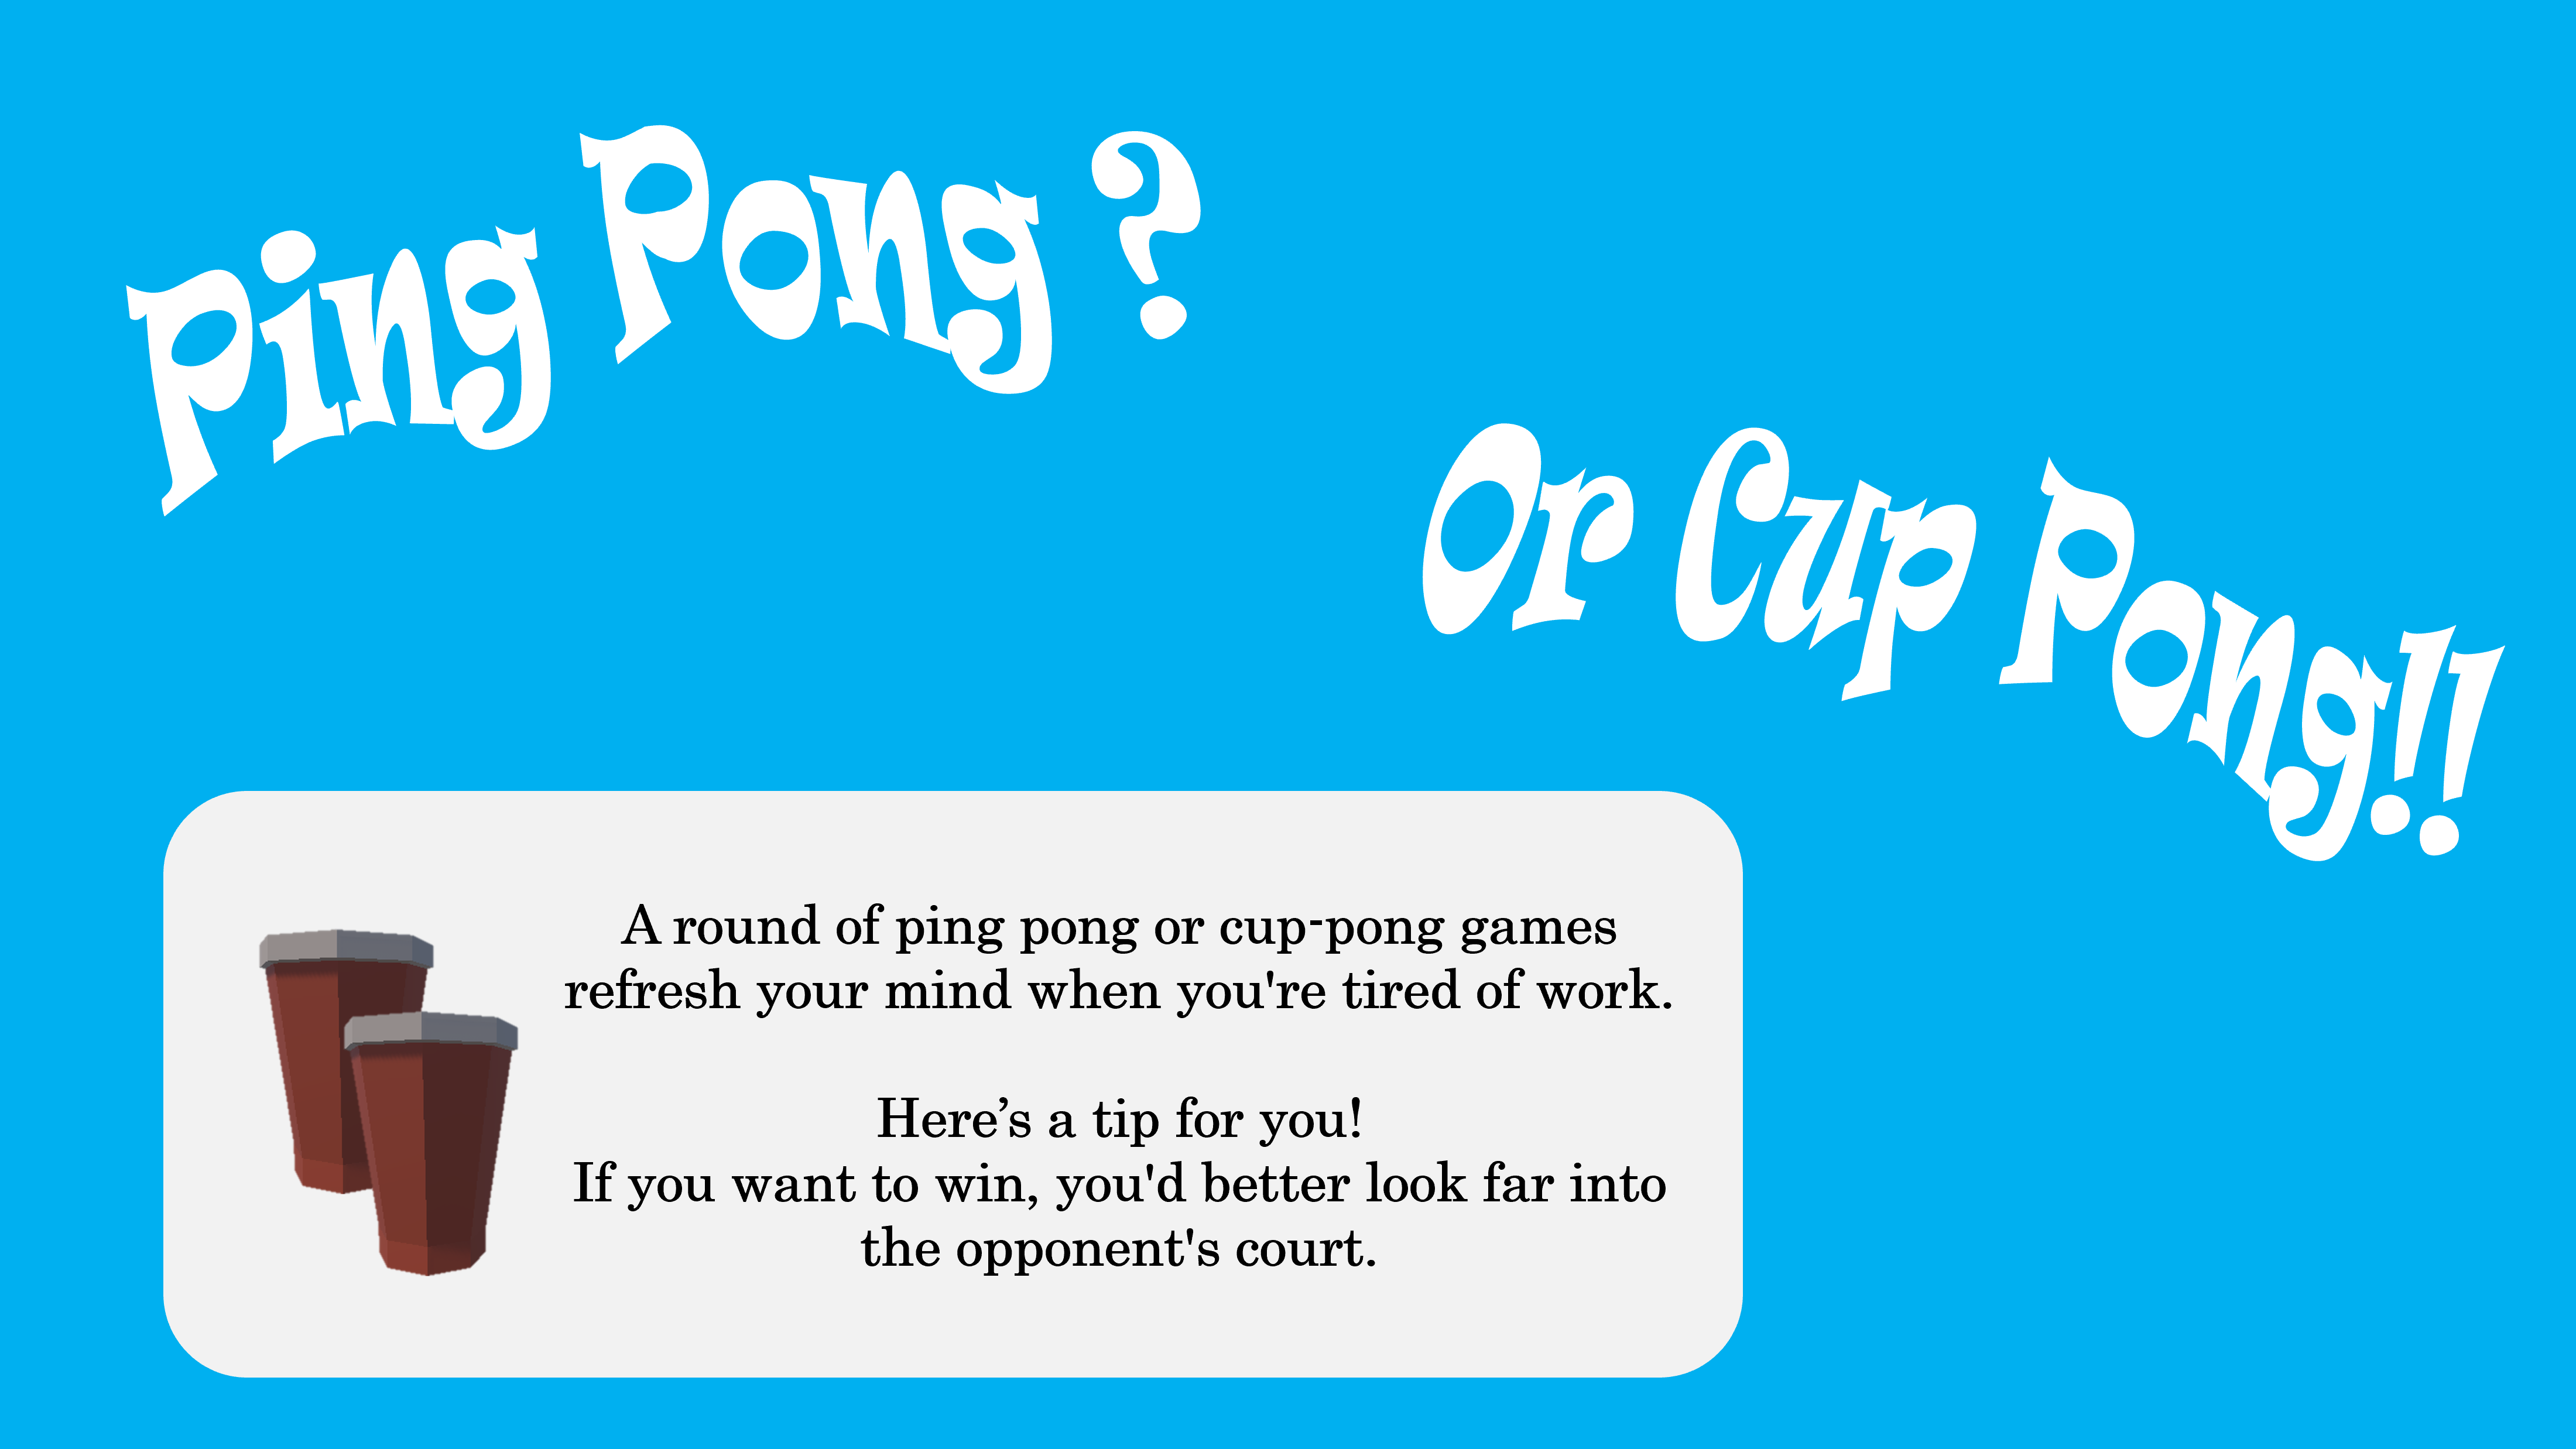 Ping Pong ?
Or Cup Pong!!
A round of ping pong or cup-pong games
refresh your mind when you're tired of work.
Here’s a tip for you!
If you want to win, you'd better look far into
the opponent's court.